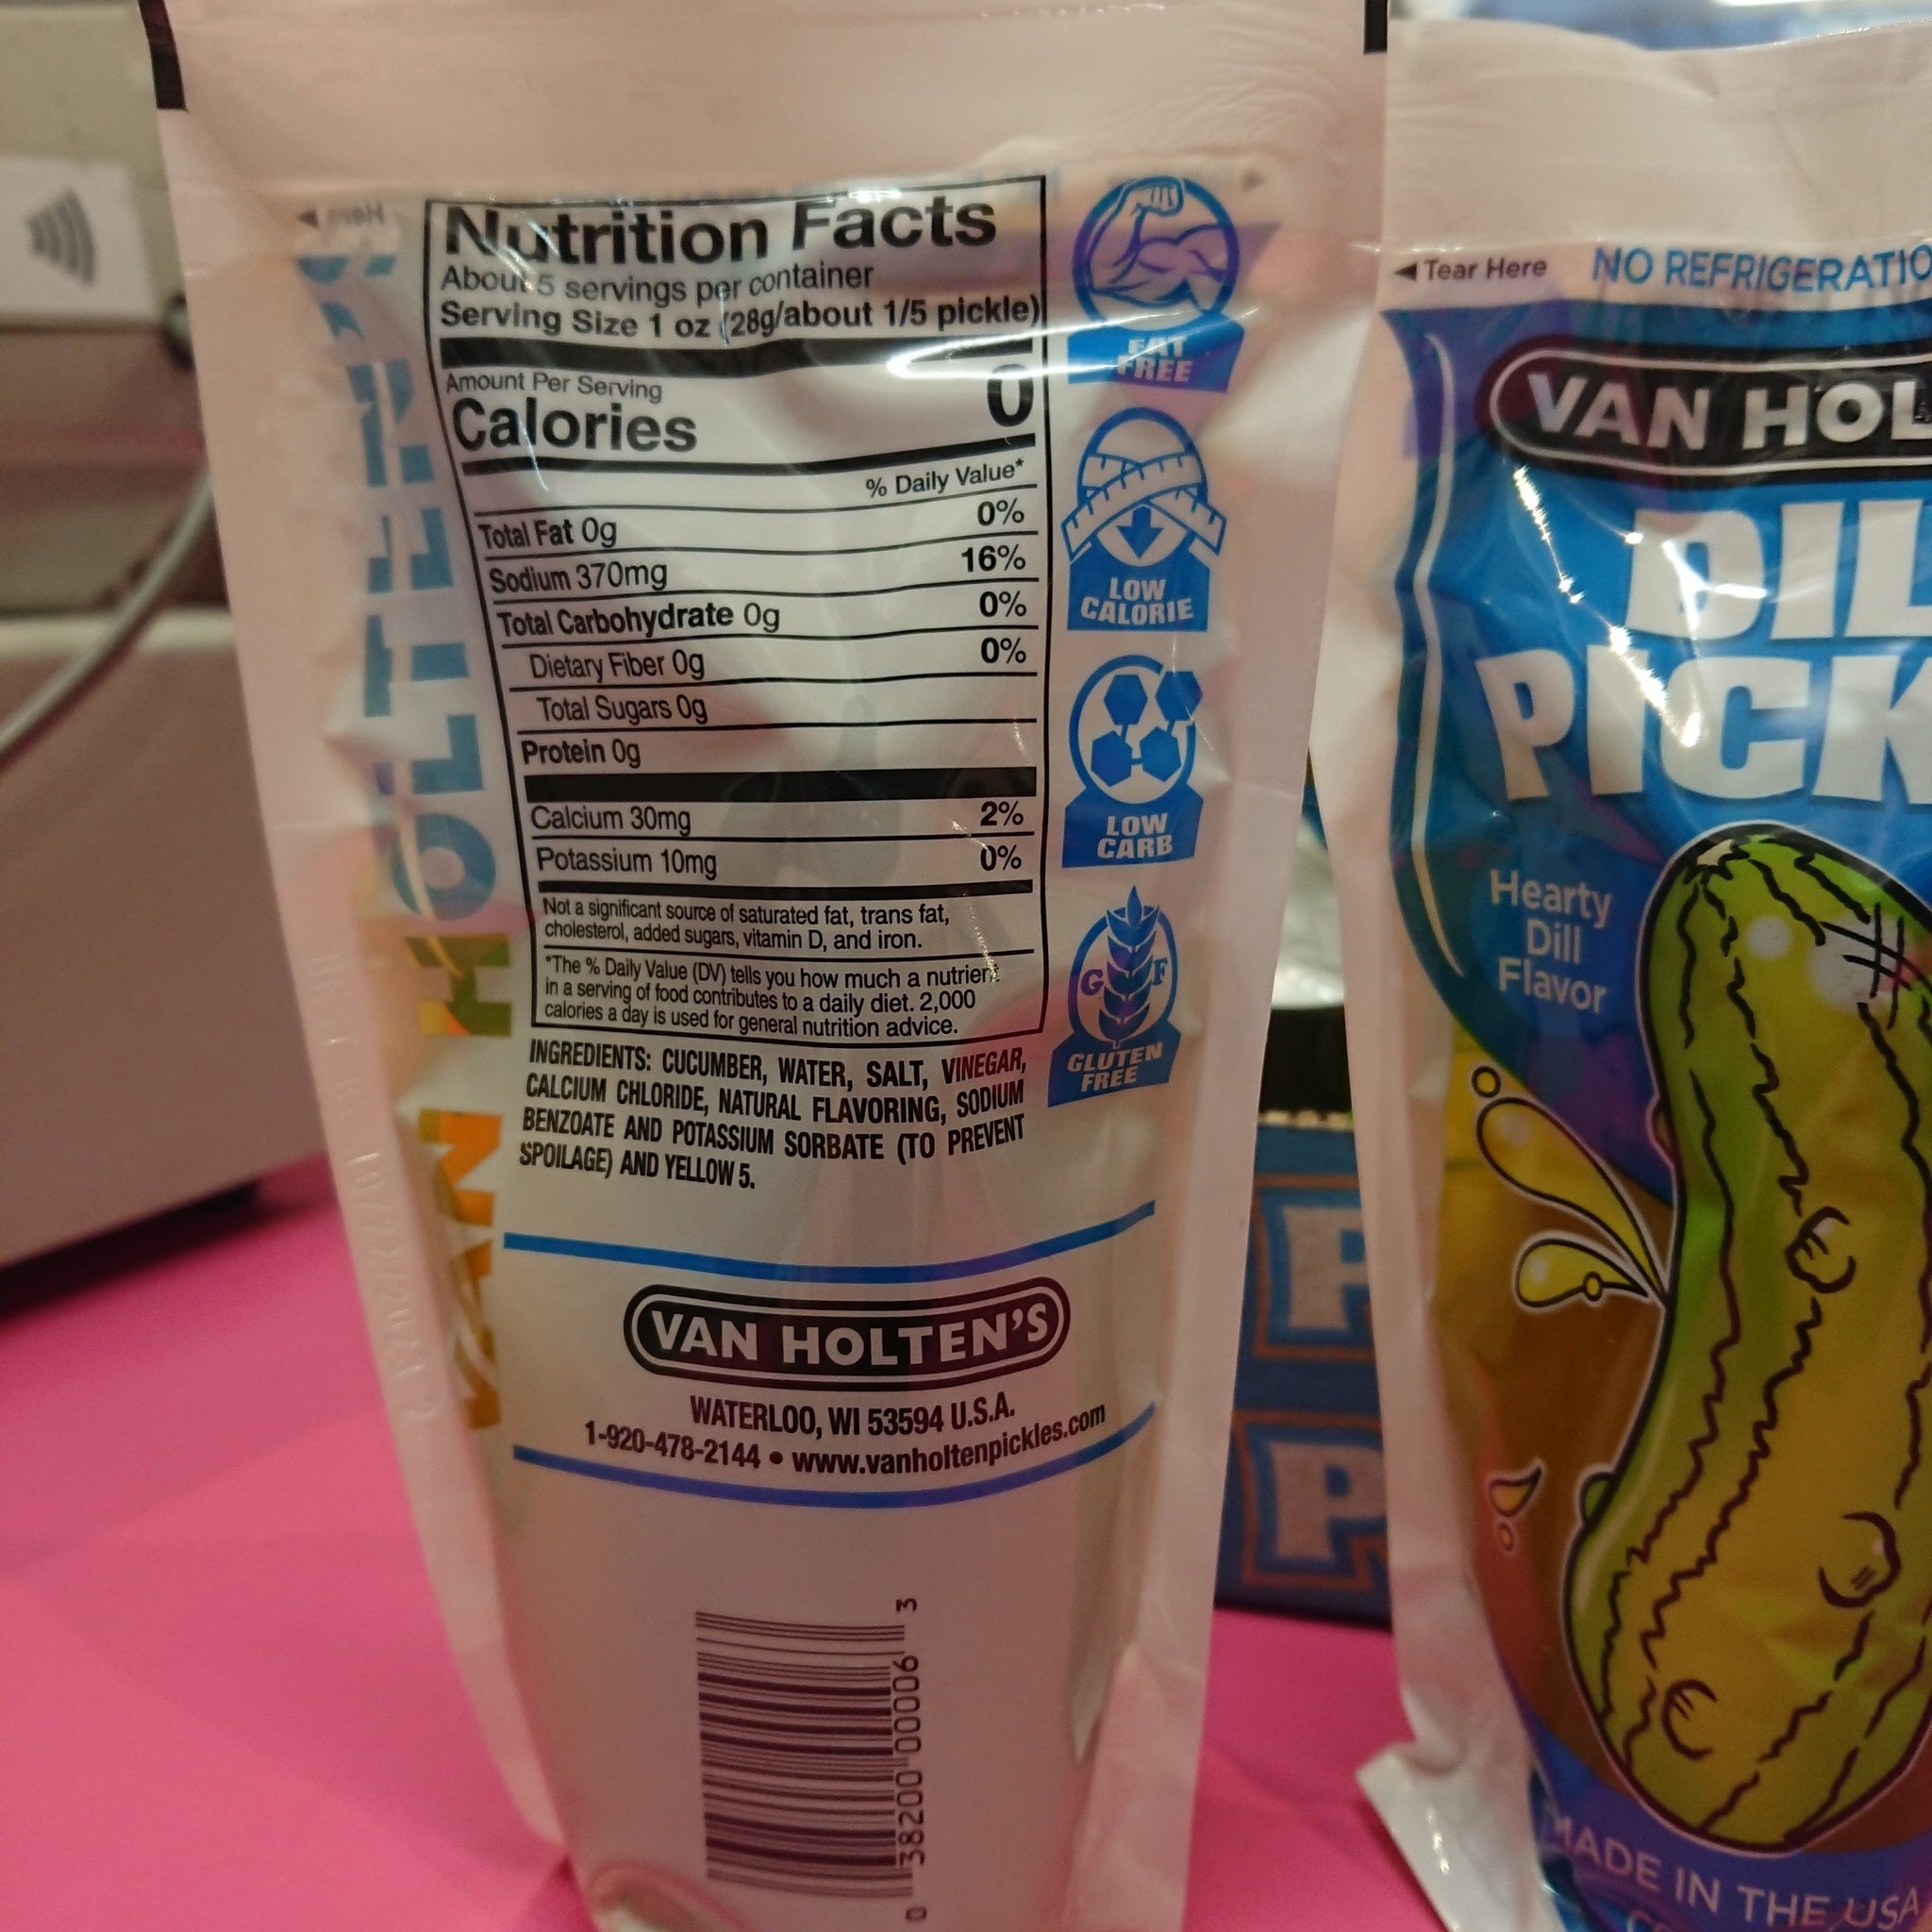 Nutrition Facts
About 5 servings per container
Serving Size 1 oz (28g/about 1/5 pickle)
Amount Per Serving
Calories 0
% Daily Value*
Total Fat 0g 0%
Sodium 370mg 16%
Total Carbohydrate 0g 0%
Dietary Fiber 0g 0%
Total Sugars 0g
Protein 0g
Calcium 30mg 2%
Potassium 10mg 0%
Not a significant source of saturated fat, trans fat,
cholesterol, added sugars, vitamin D, and iron.
*The % Daily Value (DV) tells you how much a nutrient
in a serving of food contributes to a daily diet. 2,000
calories a day is used for general nutrition advice.
INGREDIENTS: CUCUMBER, WATER, SALT, VINEGAR,
CALCIUM CHLORIDE, NATURAL FLAVORING, SODIUM
BENZOATE AND POTASSIUM SORBATE (TO PREVENT
SPOILAGE) AND YELLOW 5.
FAT
FREE
LOW
CALORIE
LOW
CARB
G F
GLUTEN
FREE
VAN HOLTEN'S
WATERLOO, WI 53594 U.S.A.
1-920-478-2144 • www.vanholtenpickles.com
0 38200 00006 3
◄Tear Here NO REFRIGERATIO
VAN HOL
DIL
PICK
Hearty
Dill
Flavor
MADE IN THE USA